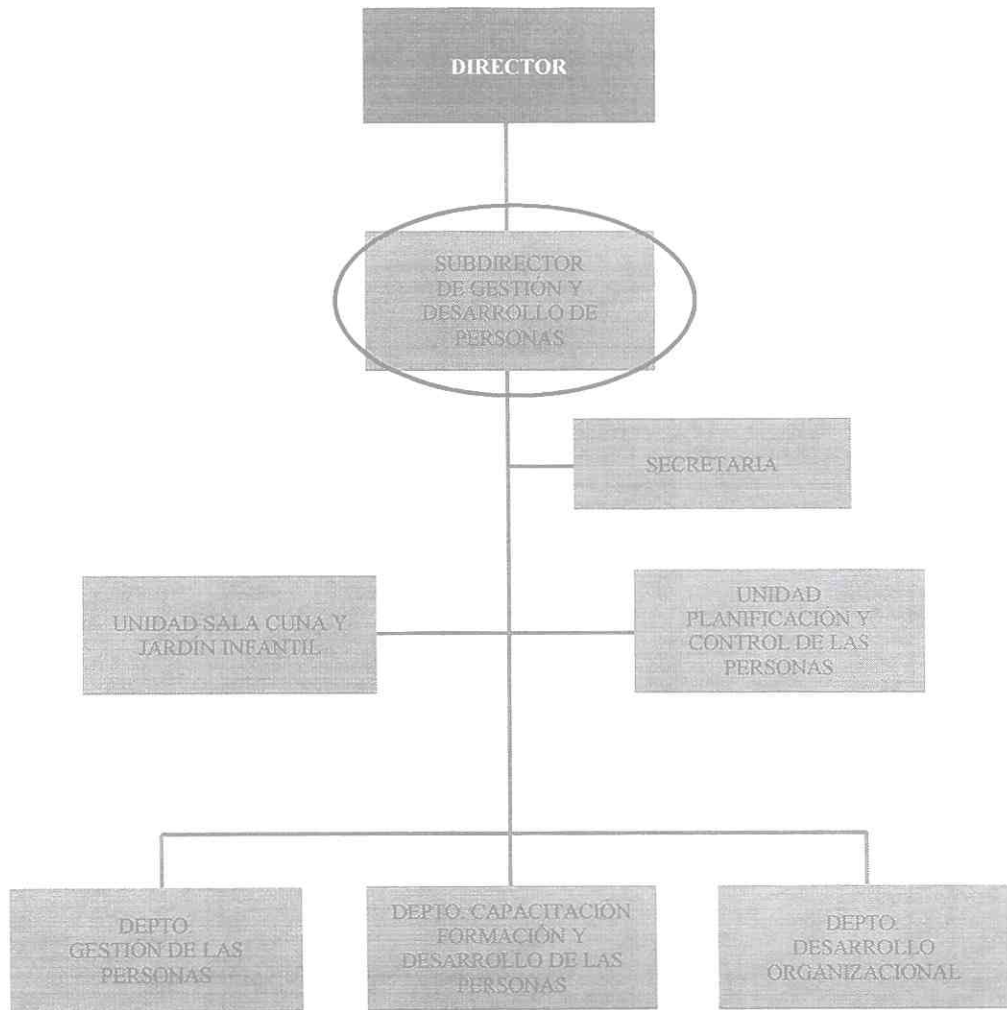 DIRECTOR
SUBDIRECTOR
DE GESTIÓN Y
DESARROLLO DE
PERSONAS
SECRETARIA
UNIDAD SALA CUNA Y
JARDÍN INFANTIL
UNIDAD
PLANIFICACIÓN Y
CONTROL DE LAS
PERSONAS
DEPTO.
GESTIÓN DE LAS
PERSONAS
DEPTO. CAPACITACIÓN
FORMACIÓN Y
DESARROLLO DE LAS
PERSONAS
DEPTO.
DESARROLLO
ORGANIZACIONAL